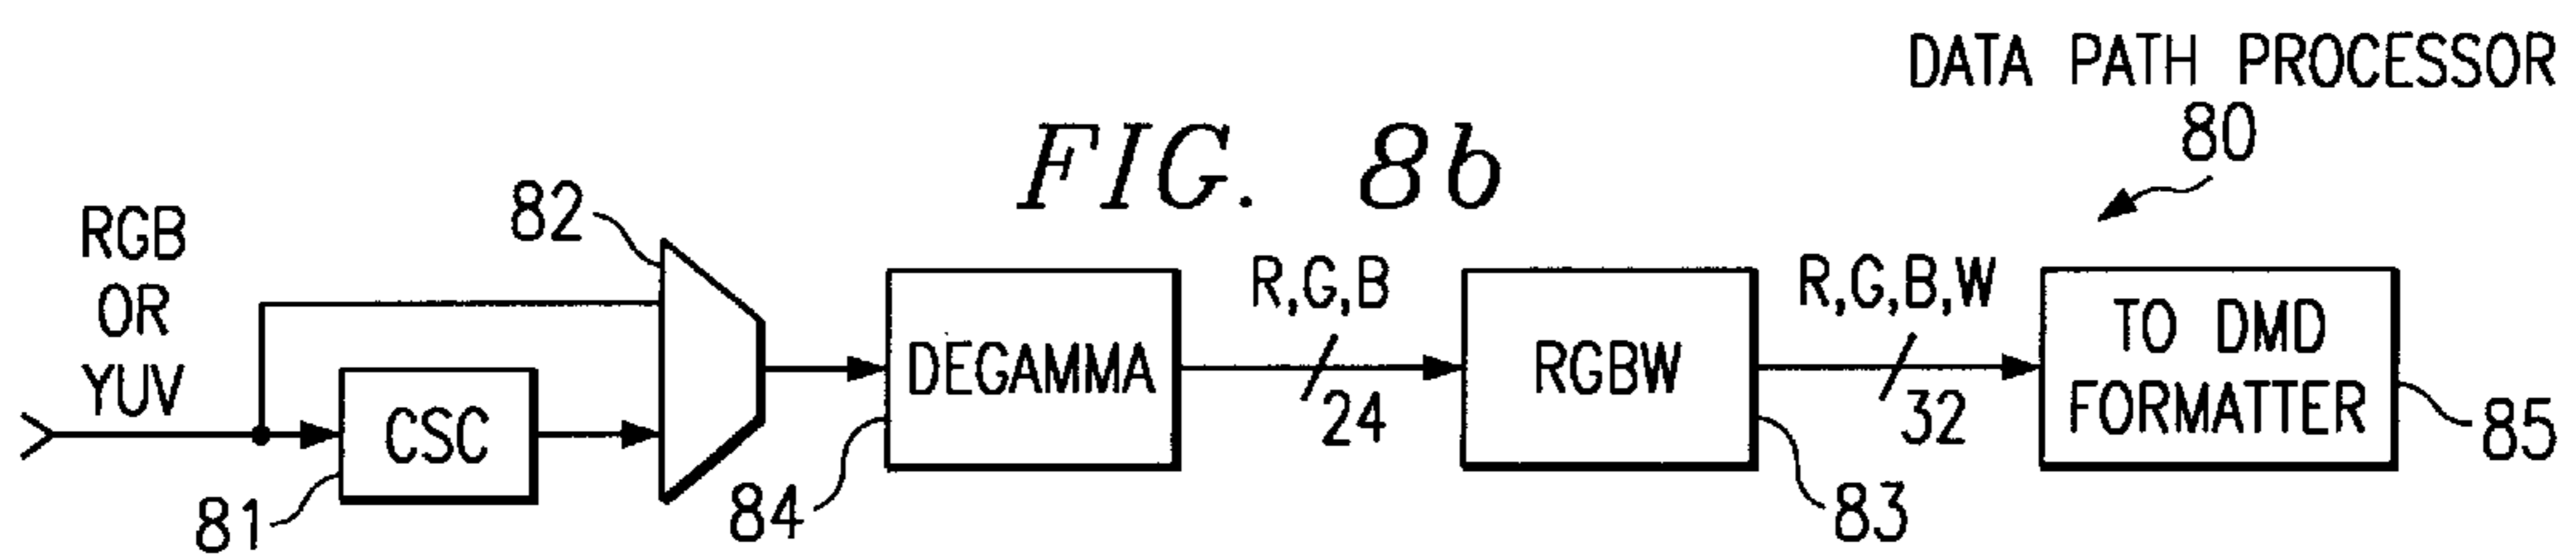 DATA PATH PROCESSOR
80
FIG. 8b
RGB
OR
YUV
82
CSC
81
DEGAMMA
84
R,G,B
24
RGBW
83
R,G,B,W
32
TO DMD
FORMATTER
85